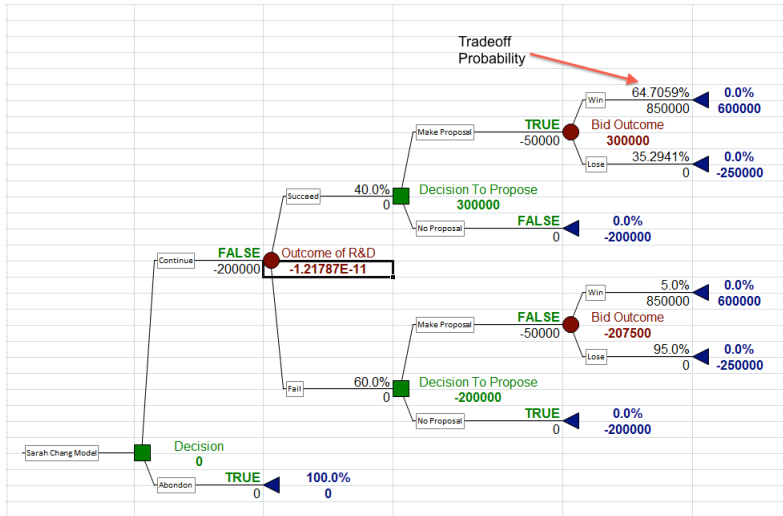 Tradeoff
Probability
Win 64.7059% 0.0%
850000 600000
Make Proposal TRUE Bid Outcome
-50000 300000
Lose 35.2941% 0.0%
0 -250000
Succeed 40.0% Decision To Propose
0 300000
No Proposal FALSE 0.0%
0 -200000
Continue FALSE Outcome of R&D
-200000 -1.21787E-11
Win 5.0% 0.0%
850000 600000
Make Proposal FALSE Bid Outcome
-50000 -207500
Lose 95.0% 0.0%
0 -250000
Fail 60.0% Decision To Propose
0 -200000
No Proposal TRUE 0.0%
0 -200000
Sarah Chang Model Decision
0
Abondon TRUE 100.0%
0 0